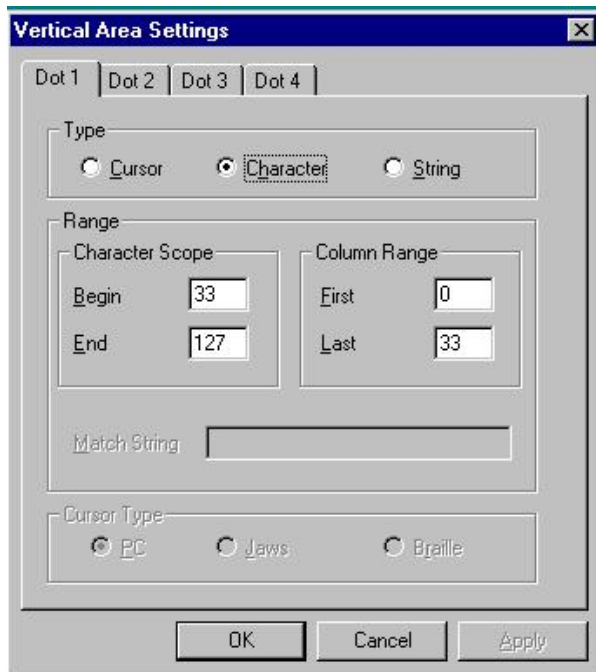 Vertical Area Settings
Dot 1 Dot 2 Dot 3 Dot 4
Type
Cursor Character String
Range
Character Scope Column Range
Begin 33 First 0
End 127 Last 33
Match String
Cursor Type
PC Jaws Braille
OK Cancel Apply